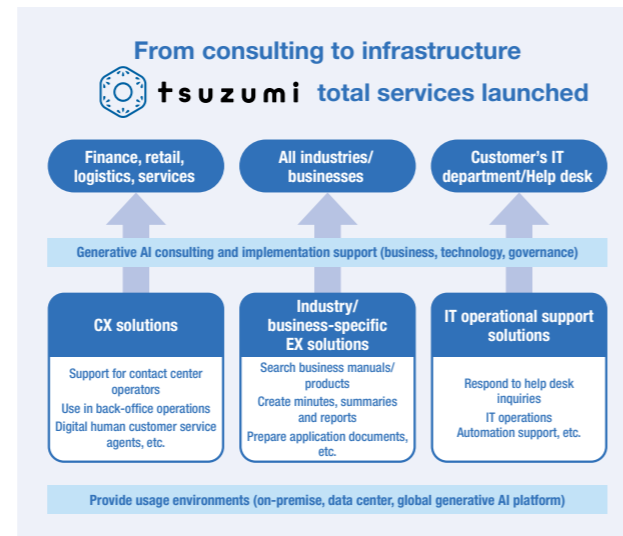 From consulting to infrastructure
tsuzumi total services launched
Finance, retail,
logistics, services
All industries/
businesses
Customer's IT
department/Help desk
Generative AI consulting and implementation support (business, technology, governance)
CX solutions
Support for contact center
operators
Use in back-office operations
Digital human customer service
agents, etc.
Industry/
business-specific
EX solutions
Search business manuals/
products
Create minutes, summaries
and reports
Prepare application documents,
etc.
IT operational support
solutions
Respond to help desk
inquiries
IT operations
Automation support, etc.
Provide usage environments (on-premise, data center, global generative AI platform)